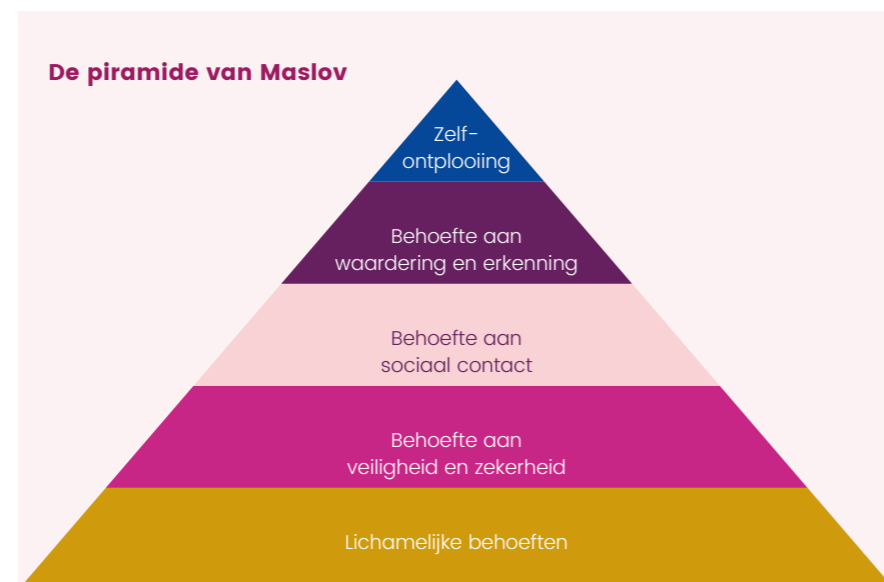 De piramide van Maslov
Zelf-
ontplooiing
Behoefte aan
waardering en erkenning
Behoefte aan
sociaal contact
Behoefte aan
veiligheid en zekerheid
Lichamelijke behoeften